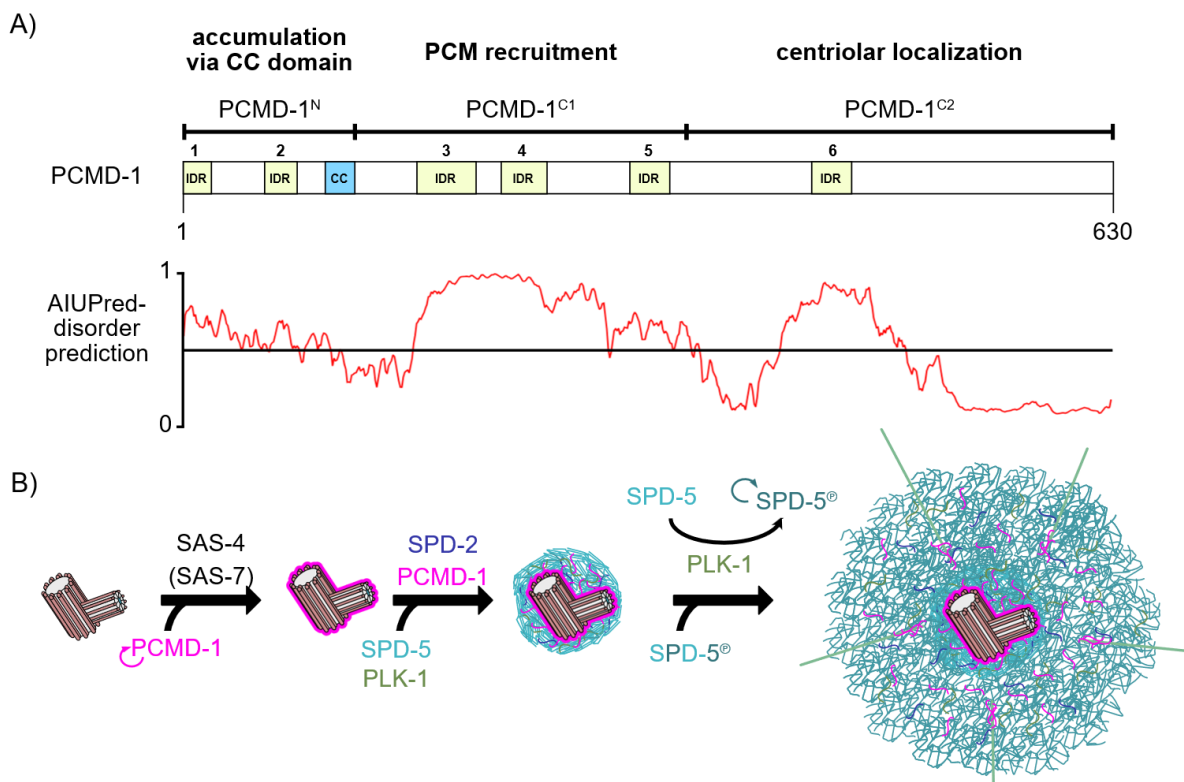 A)
accumulation
via CC domain
PCM recruitment
centriolar localization
PCMD-1ᴺ
PCMD-1ᶜ¹
PCMD-1ᶜ²
1 2 3 4 5 6
PCMD-1
IDR IDR CC IDR IDR IDR IDR
1 630
1
AIUPred-
disorder
prediction
0
B)
SPD-5 SPD-5Ⓟ
SAS-4
(SAS-7)
SPD-2
PCMD-1
PLK-1
PCMD-1
SPD-5
PLK-1
SPD-5Ⓟ